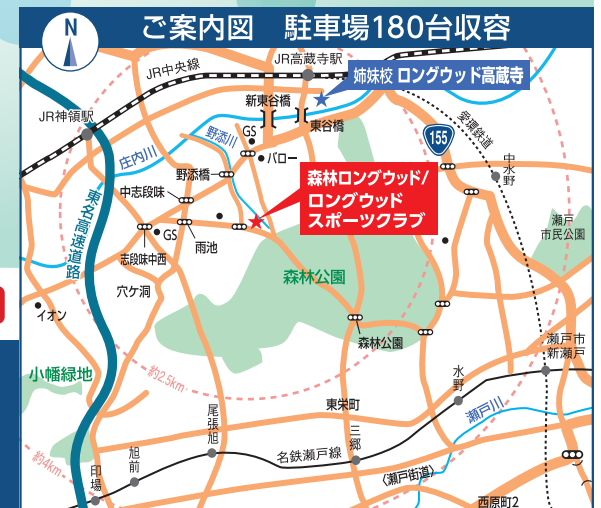 ご案内図 駐車場180台収容
N
JR高蔵寺駅
JR中央線
姉妹校 ロングウッド高蔵寺
新東谷橋
東谷橋
JR神領駅
野添川
GS
バロー
庄内川
155
愛環鉄道
中水野
野添橋
森林ロングウッド/
ロングウッド
スポーツクラブ
中志段味
東名高速道路
GS
雨池
志段味中西
瀬戸
市民公園
穴ケ洞
森林公園
イオン
森林公園
瀬戸市
新瀬戸
小幡緑地
約2.5km
水野
東栄町
瀬戸川
尾張旭
三郷
名鉄瀬戸線
旭前
約4km
印場
〈瀬戸街道〉
西原町2